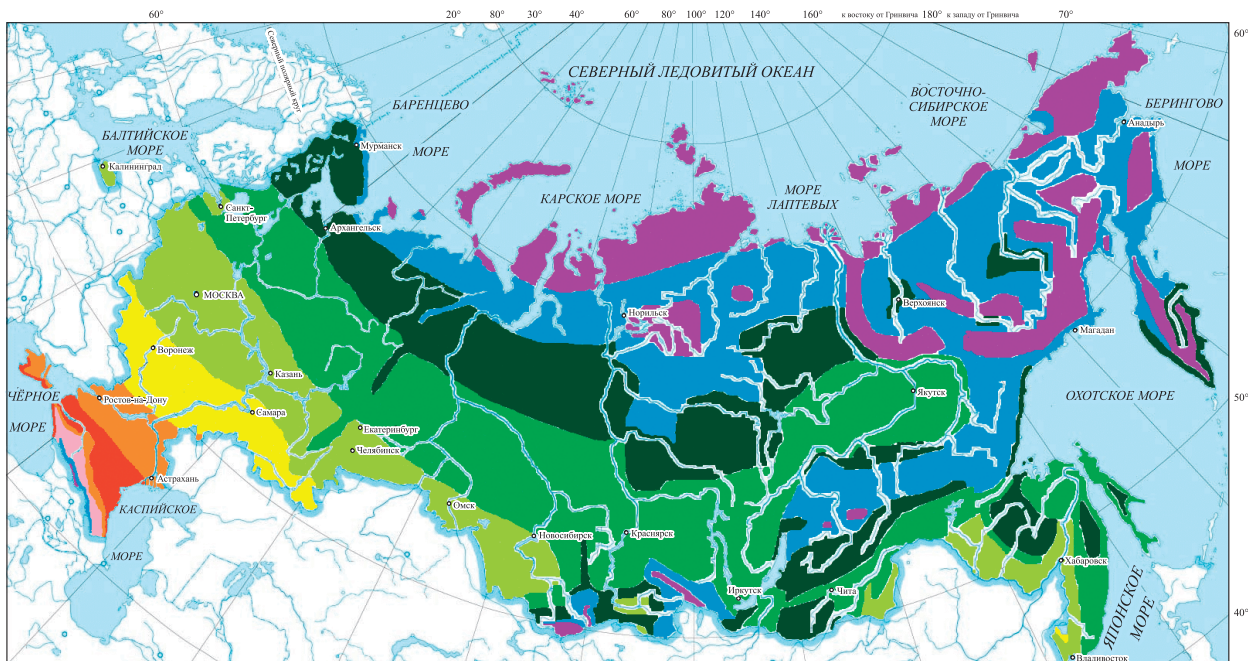 60°
20°
30°
40°
60°
80°
100°
120°
140°
160°
к востоку от Гринвича
180°
к западу от Гринвича
70°
60°
Северный полярный круг
СЕВЕРНЫЙ ЛЕДОВИТЫЙ ОКЕАН
БАРЕНЦЕВО
МОРЕ
ВОСТОЧНО-
СИБИРСКОЕ
МОРЕ
БЕРИНГОВО
МОРЕ
Анадырь
БАЛТИЙСКОЕ
МОРЕ
Мурманск
Калининград
КАРСКОЕ МОРЕ
МОРЕ
ЛАПТЕВЫХ
Санкт-
Петербург
Архангельск
МОСКВА
Верхоянск
Норильск
Магадан
Воронеж
Казань
Якутск
ЧЁРНОЕ
МОРЕ
Ростов-на-Дону
ОХОТСКОЕ МОРЕ
50°
Самара
Екатеринбург
Челябинск
Астрахань
КАСПИЙСКОЕ
МОРЕ
Омск
Новосибирск
Красноярск
Хабаровск
Иркутск
Чита
ЯПОНСКОЕ
МОРЕ
40°
Владивосток